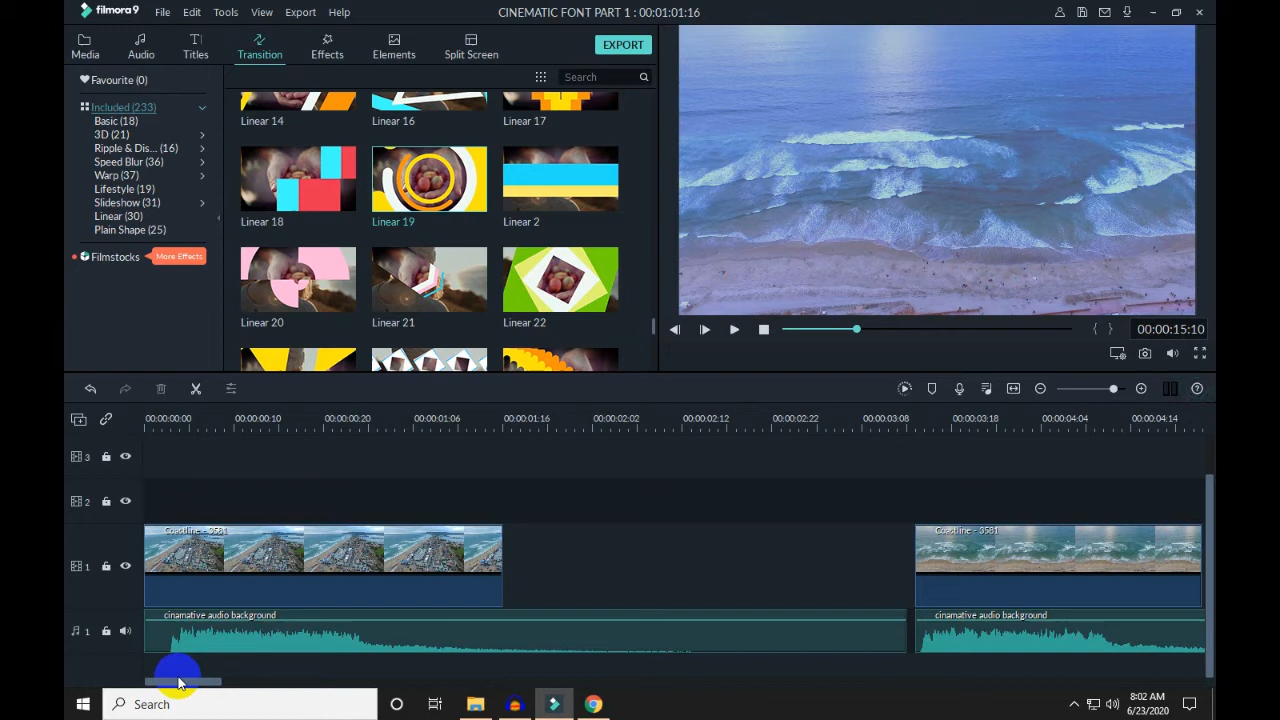 filmora9 File Edit Tools View Export Help CINEMATIC FONT PART 1 : 00:01:01:16
Media Audio Titles Transition Effects Elements Split Screen EXPORT
Favourite (0)
Search
Included (233)
Basic (18)
3D (21)
Ripple & Dis... (16)
Speed Blur (36)
Warp (37)
Lifestyle (19)
Slideshow (31)
Linear (30)
Plain Shape (25)
Filmstocks More Effects
Linear 14 Linear 16 Linear 17
Linear 18 Linear 19 Linear 2
Linear 20 Linear 21 Linear 22
{ } 00:00:15:10
00:00:00:00 00:00:00:10 00:00:00:20 00:00:01:06 00:00:01:16 00:00:02:02 00:00:02:12 00:00:02:22 00:00:03:08 00:00:03:18 00:00:04:04 00:00:04:14
3
2
1 Coastline - 3581 Coastline - 3581
1 cinamative audio background cinamative audio background
Search
8:02 AM
6/23/2020